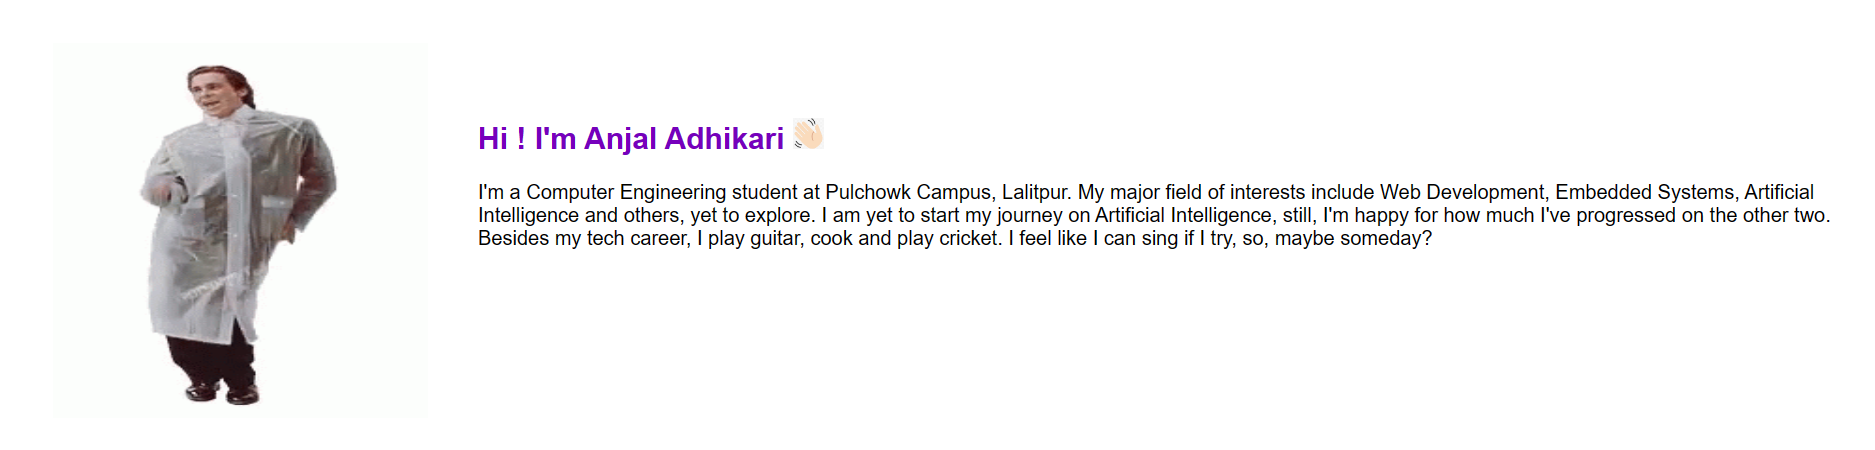 Hi ! I'm Anjal Adhikari 👋🏻
I'm a Computer Engineering student at Pulchowk Campus, Lalitpur. My major field of interests include Web Development, Embedded Systems, Artificial
Intelligence and others, yet to explore. I am yet to start my journey on Artificial Intelligence, still, I'm happy for how much I've progressed on the other two.
Besides my tech career, I play guitar, cook and play cricket. I feel like I can sing if I try, so, maybe someday?